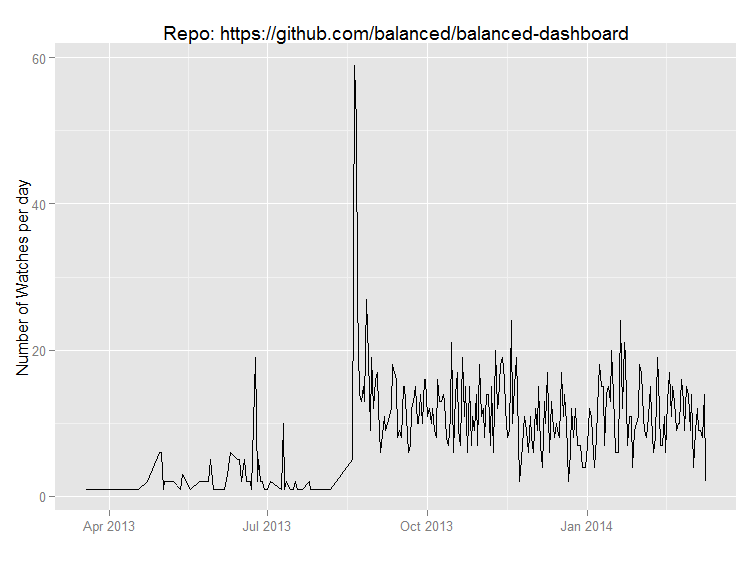 Repo: https://github.com/balanced/balanced-dashboard
Number of Watches per day
60
40
20
0
Apr 2013
Jul 2013
Oct 2013
Jan 2014